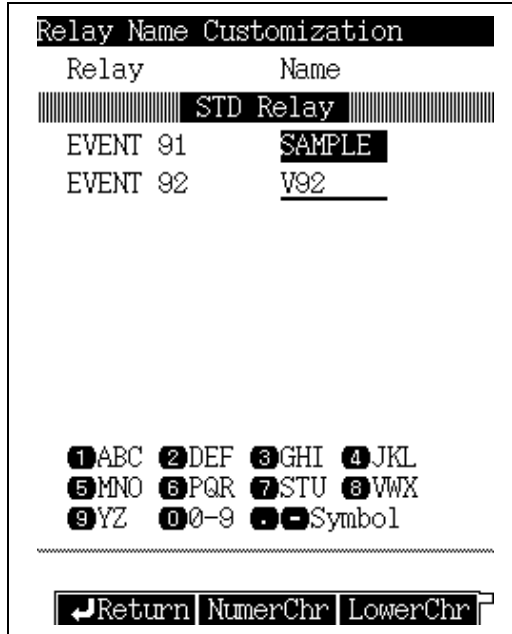 Relay Name Customization
Relay Name
STD Relay
EVENT 91 SAMPLE
EVENT 92 V92
1ABC 2DEF 3GHI 4JKL
5MNO 6PQR 7STU 8VWX
9YZ 00-9 .-Symbol
↵Return NumerChr LowerChr